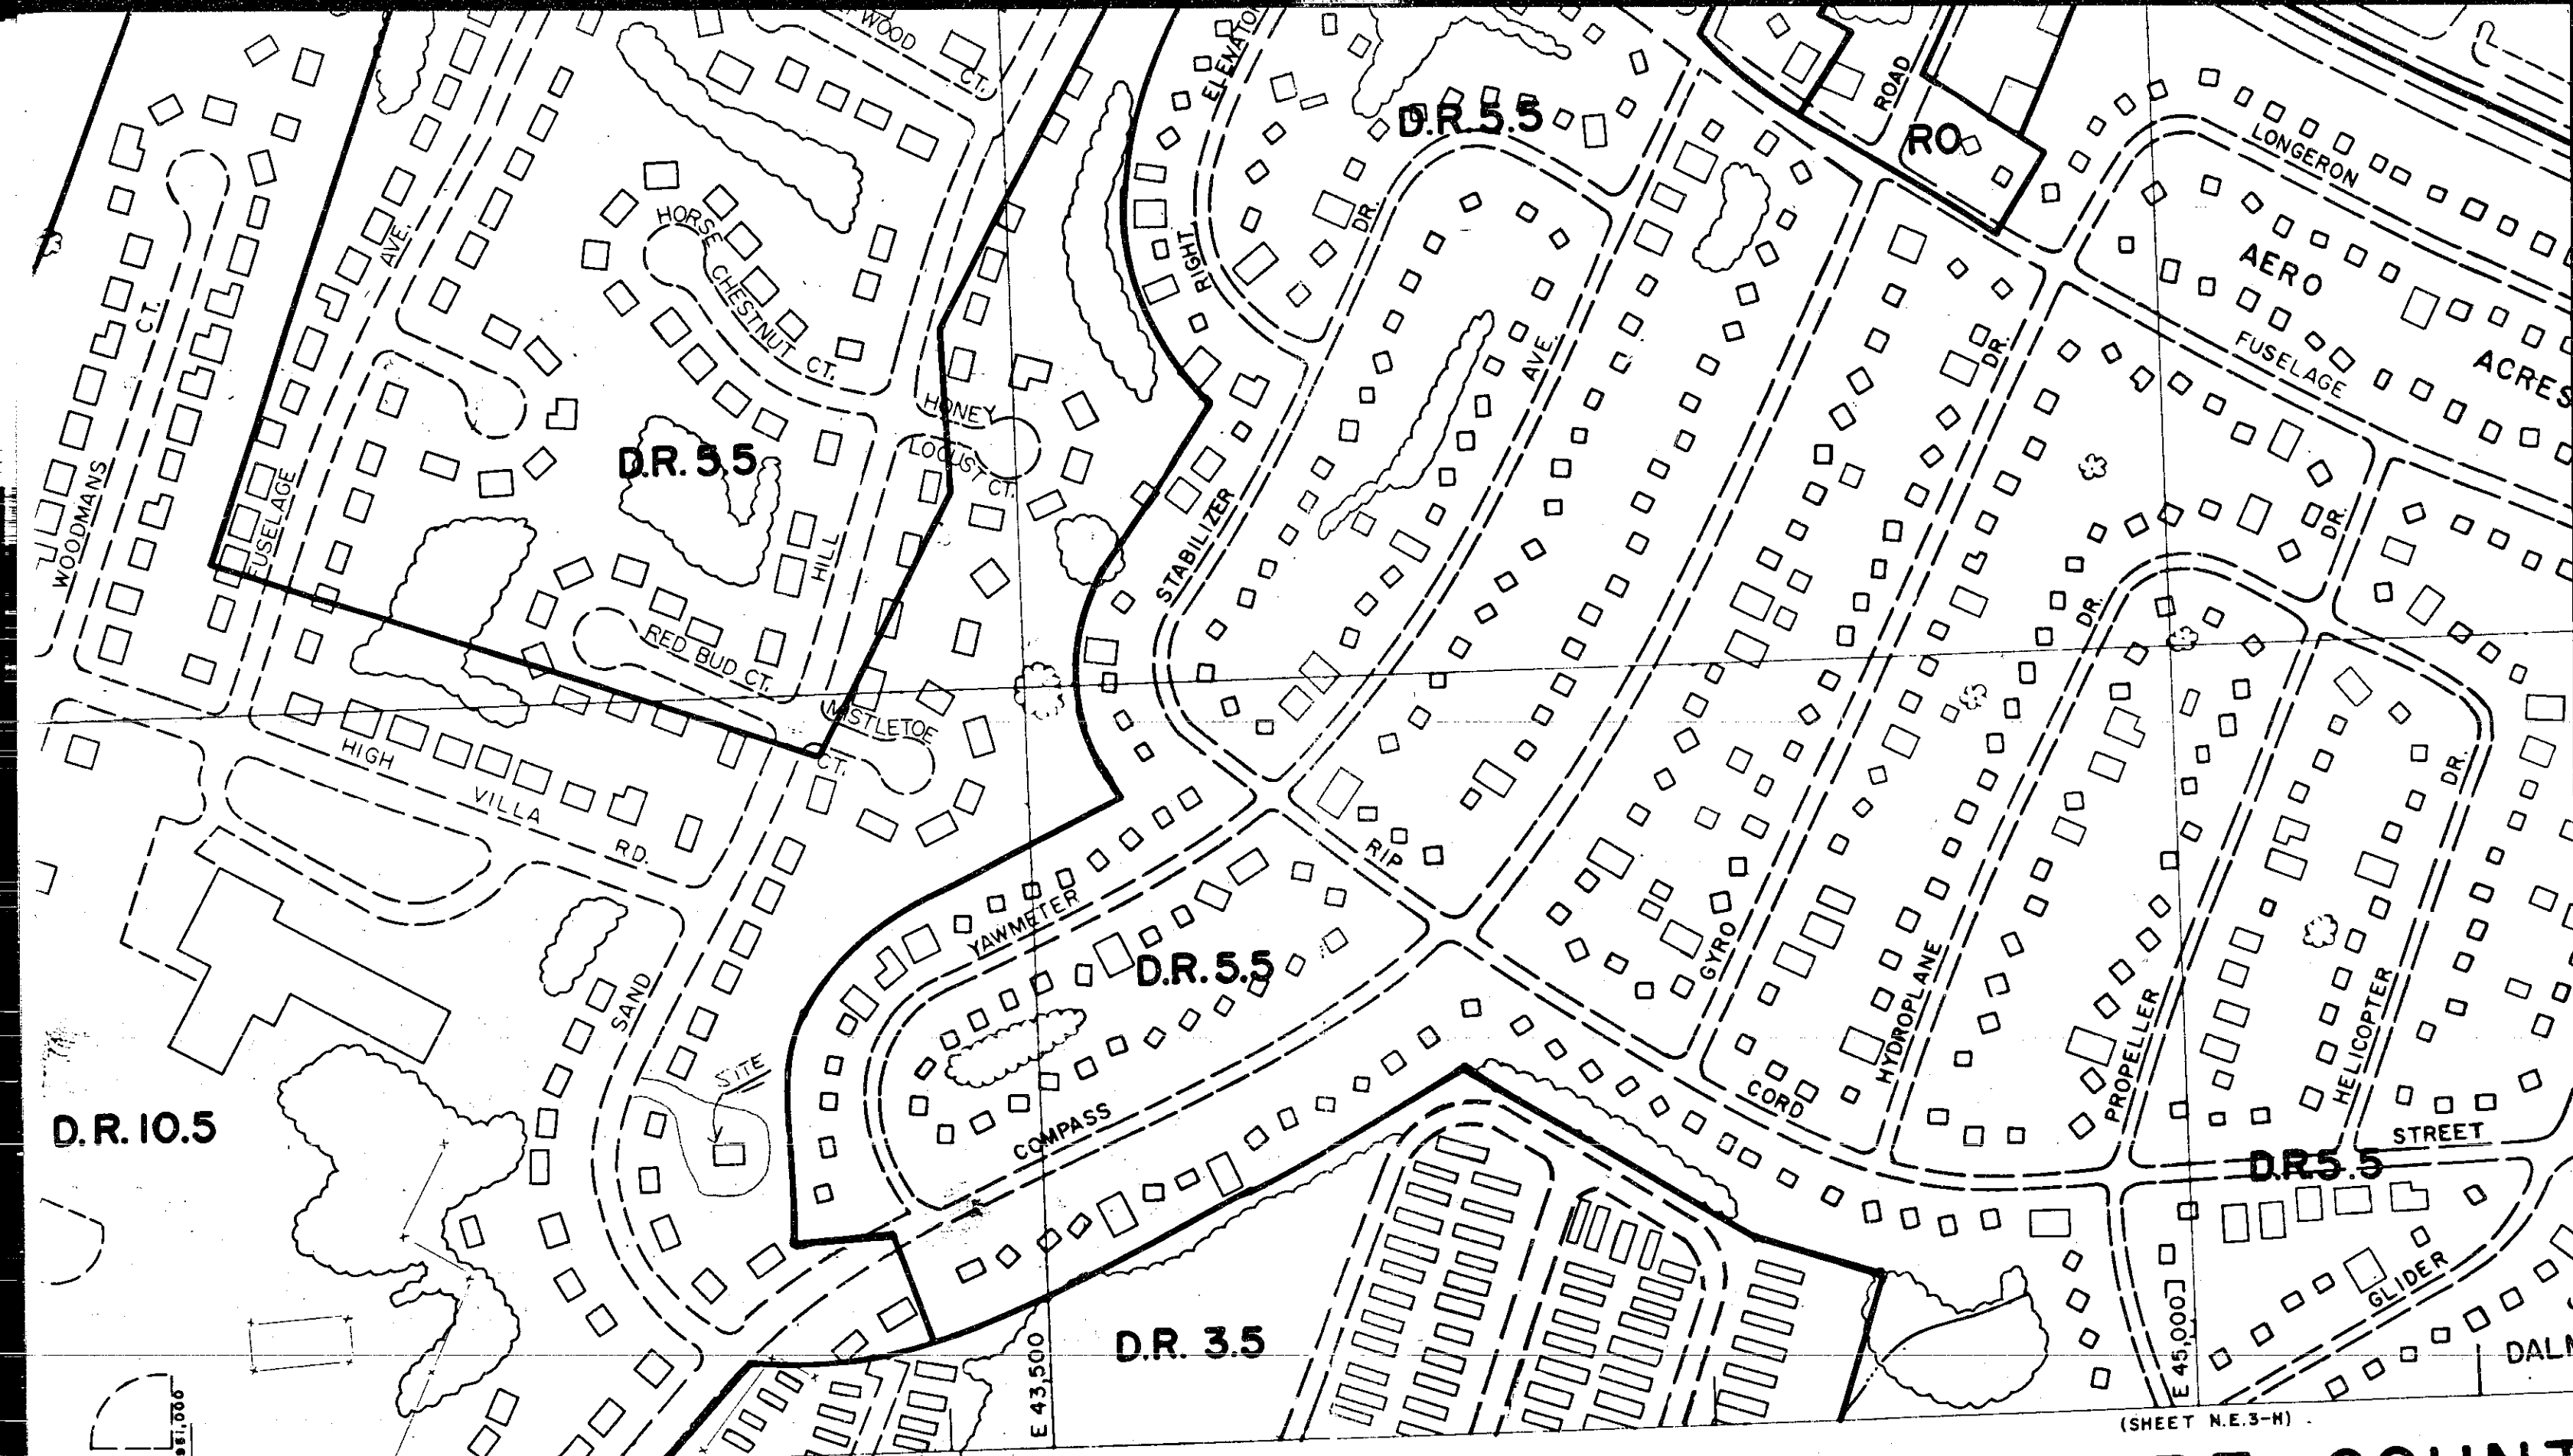 WOOD
CT.
ELEVATOR
ROAD
D.R. 5.5
RO
LONGERON
HORSE
CHESTNUT
CT.
AVE.
DR.
RIGHT
AERO
ACRES
FUSELAGE
CT.
HONEY
LOCUST CT.
AVE.
DR.
D.R. 5.5
WOODMANS
FUSELAGE
STABILIZER
HILL
DR.
DR.
RED BUD CT.
MISTLETOE
CT.
HIGH
VILLA
RD.
DR.
RIP
YAWMETER
D.R. 5.5
GYRO
HYDROPLANE
SAND
PROPELLER
HELICOPTER
SITE
CORD
COMPASS
D.R. 10.5
STREET
D.R. 5.5
GLIDER
D.R. 3.5
E 43,500
E 45,000
(SHEET N.E. 3-H)